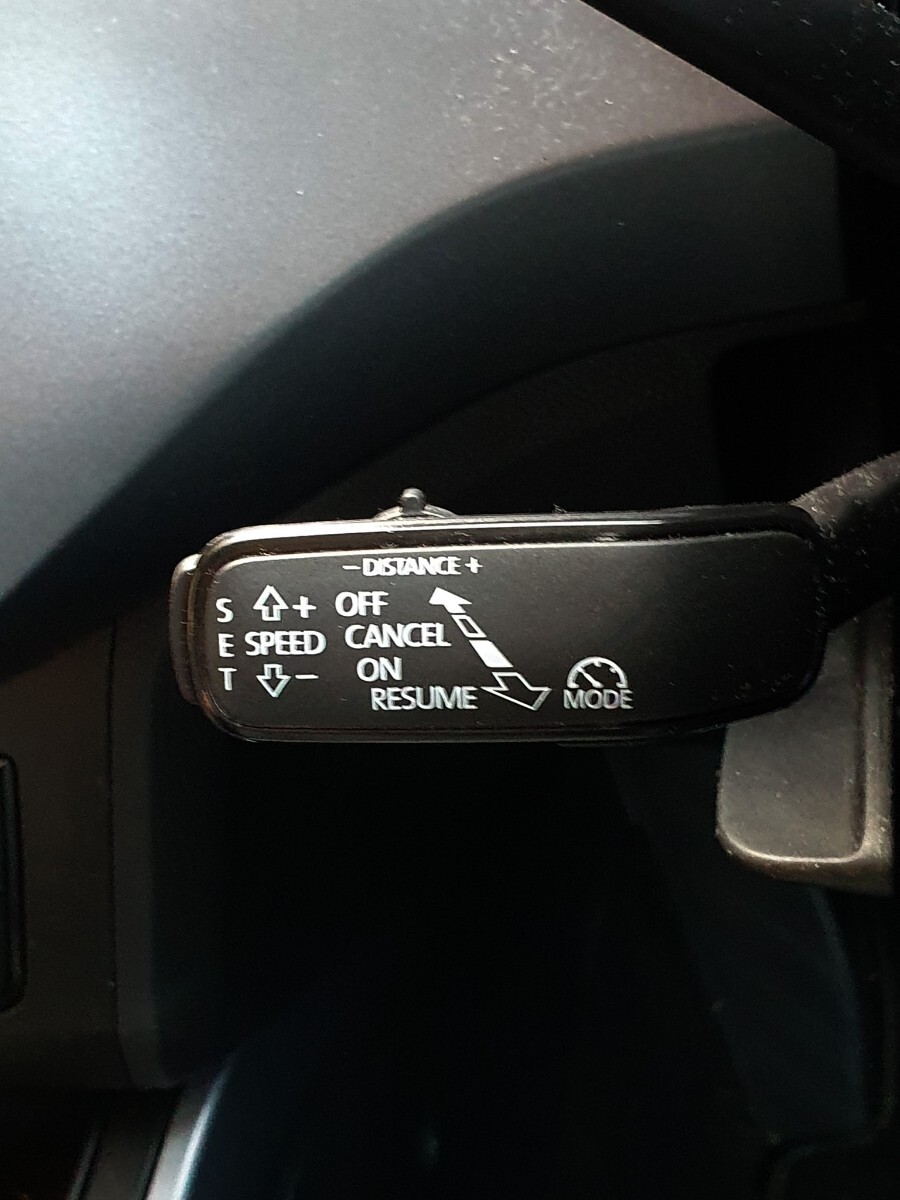 − DISTANCE +
S + OFF
E SPEED CANCEL
T − ON
RESUME MODE